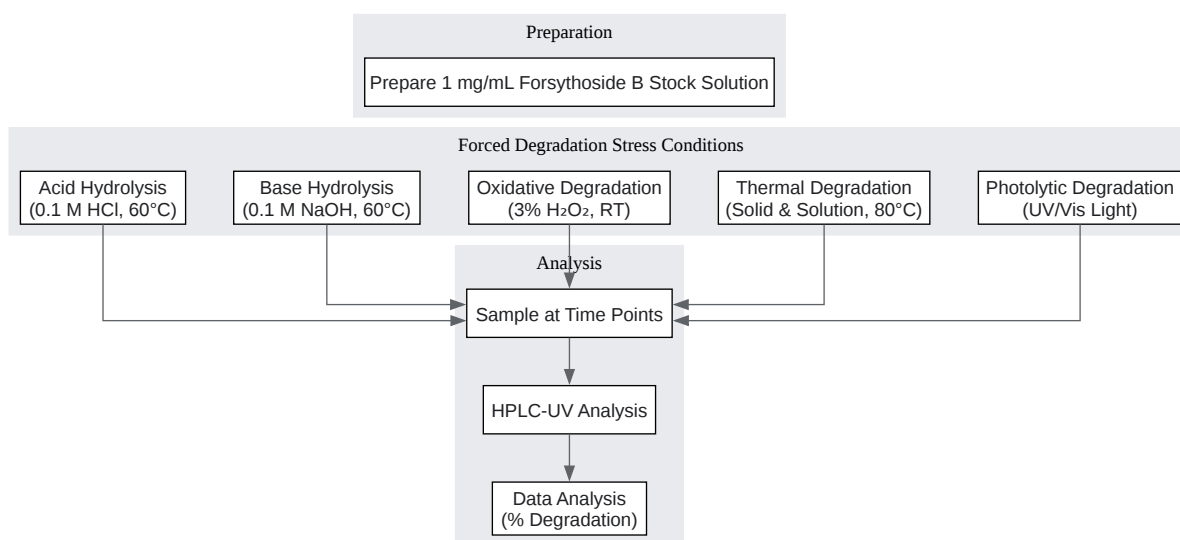 Preparation
Prepare 1 mg/mL Forsythoside B Stock Solution
Forced Degradation Stress Conditions
Acid Hydrolysis
(0.1 M HCl, 60°C)
Base Hydrolysis
(0.1 M NaOH, 60°C)
Oxidative Degradation
(3% H₂O₂, RT)
Thermal Degradation
(Solid & Solution, 80°C)
Photolytic Degradation
(UV/Vis Light)
Analysis
Sample at Time Points
HPLC-UV Analysis
Data Analysis
(% Degradation)